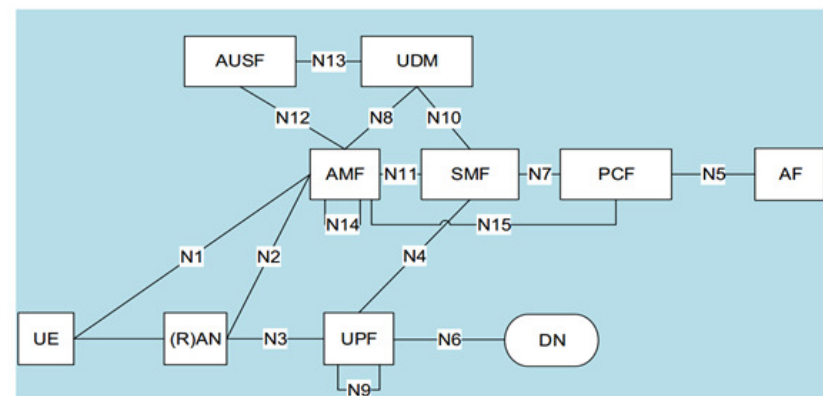 AUSF N13 UDM
N12 N8 N10
AMF N11 SMF N7 PCF N5 AF
N14 N15
N1 N2 N4
UE (R)AN N3 UPF N6 DN
N9